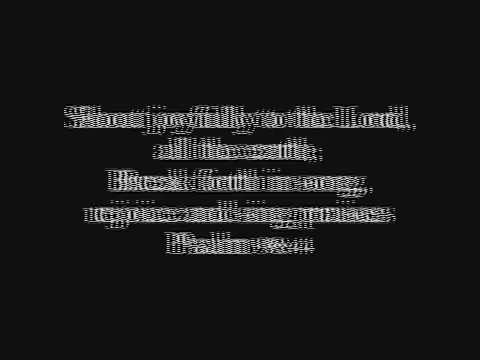 Shout joyfully to the Lord,
all the earth;
Break forth in song,
rejoice and sing praises.
Psalm